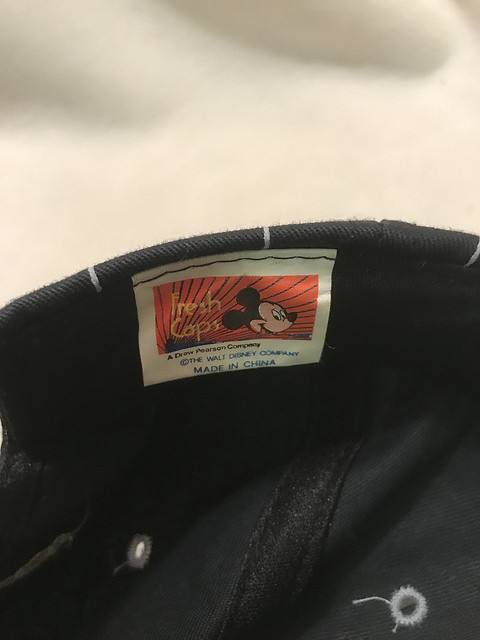 Fresh
Caps
A Drew Pearson Company
©THE WALT DISNEY COMPANY
MADE IN CHINA